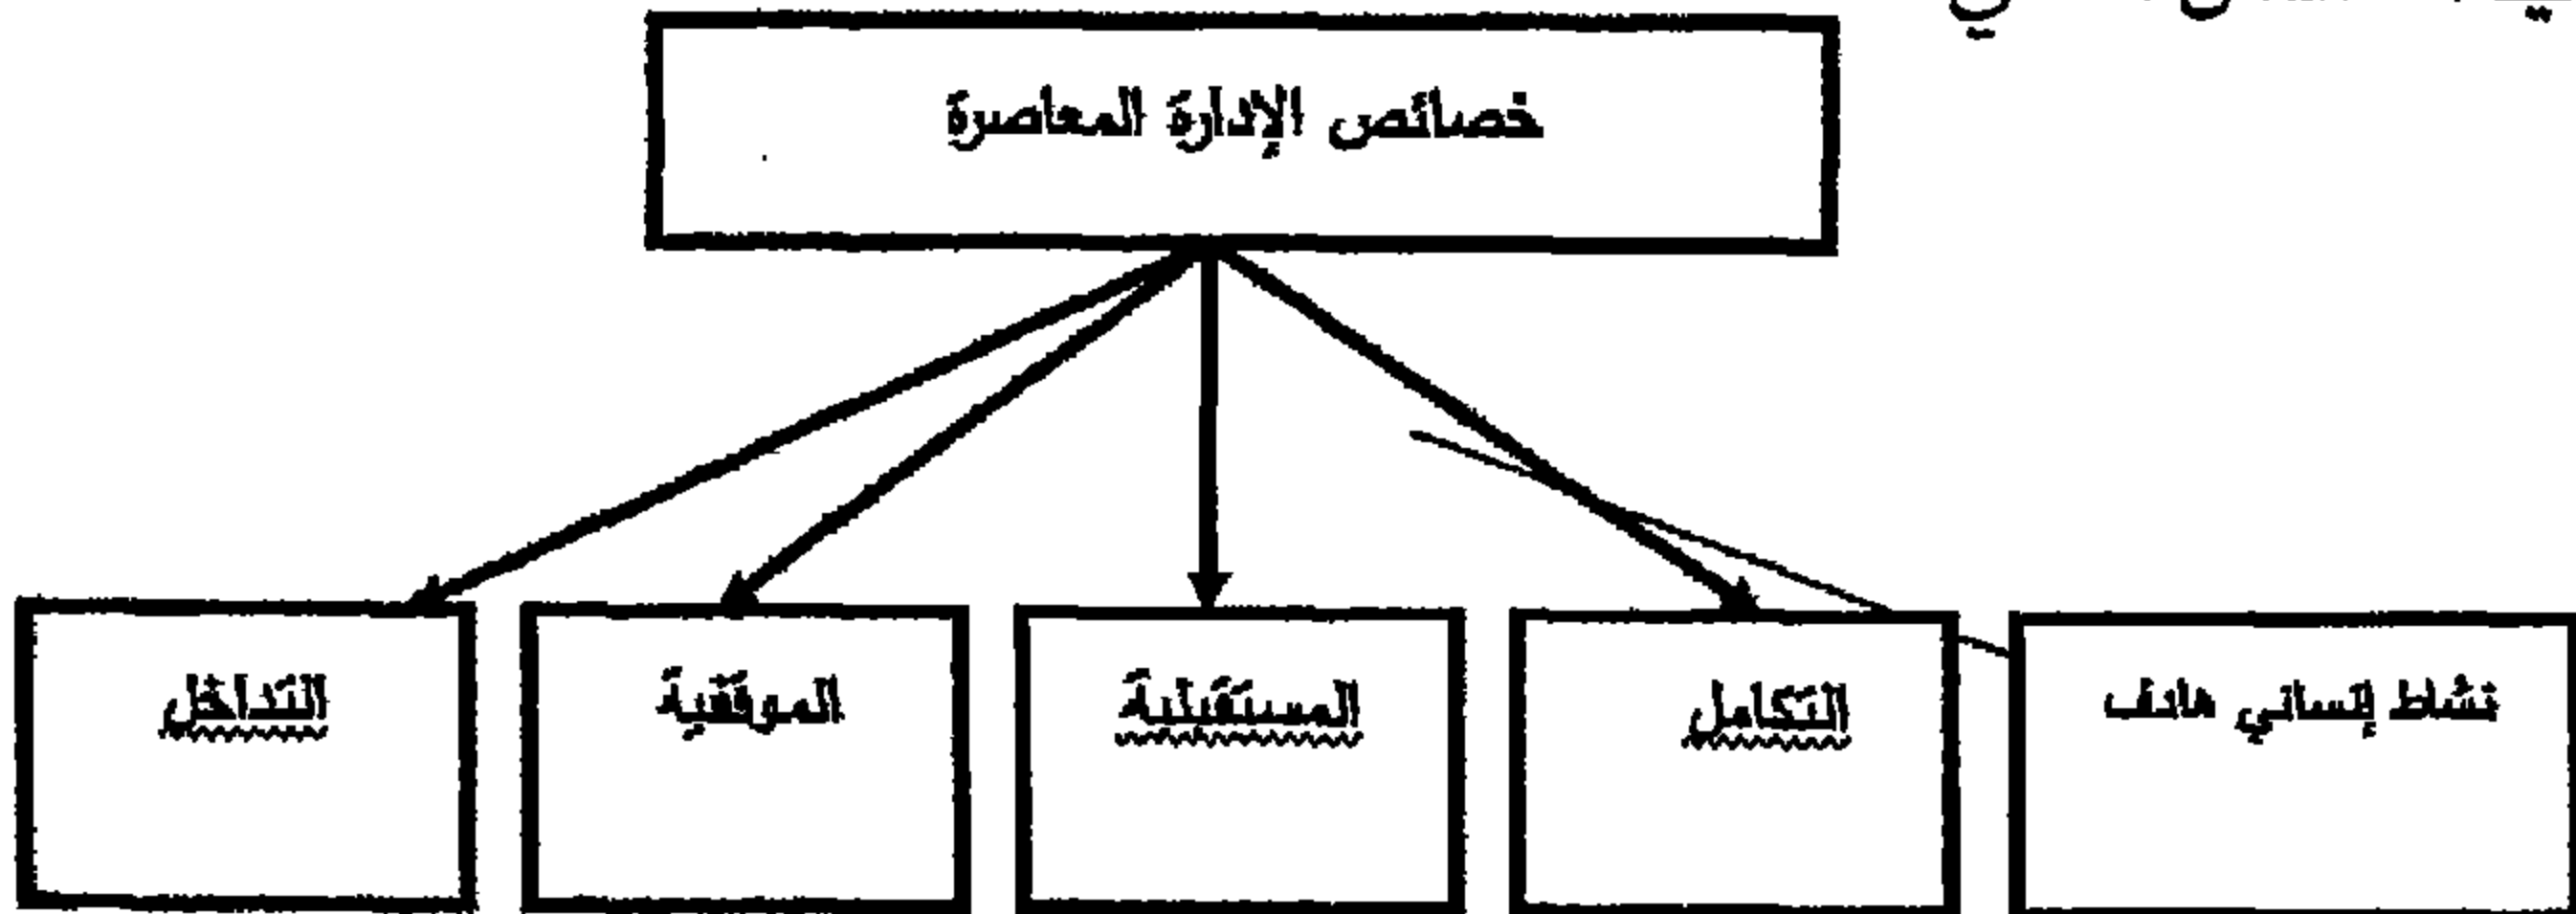 خصائص الإدارة المعاصرة
نشاط إنساني هادف
التكامل
المستقبلية
الموقفية
التداخل